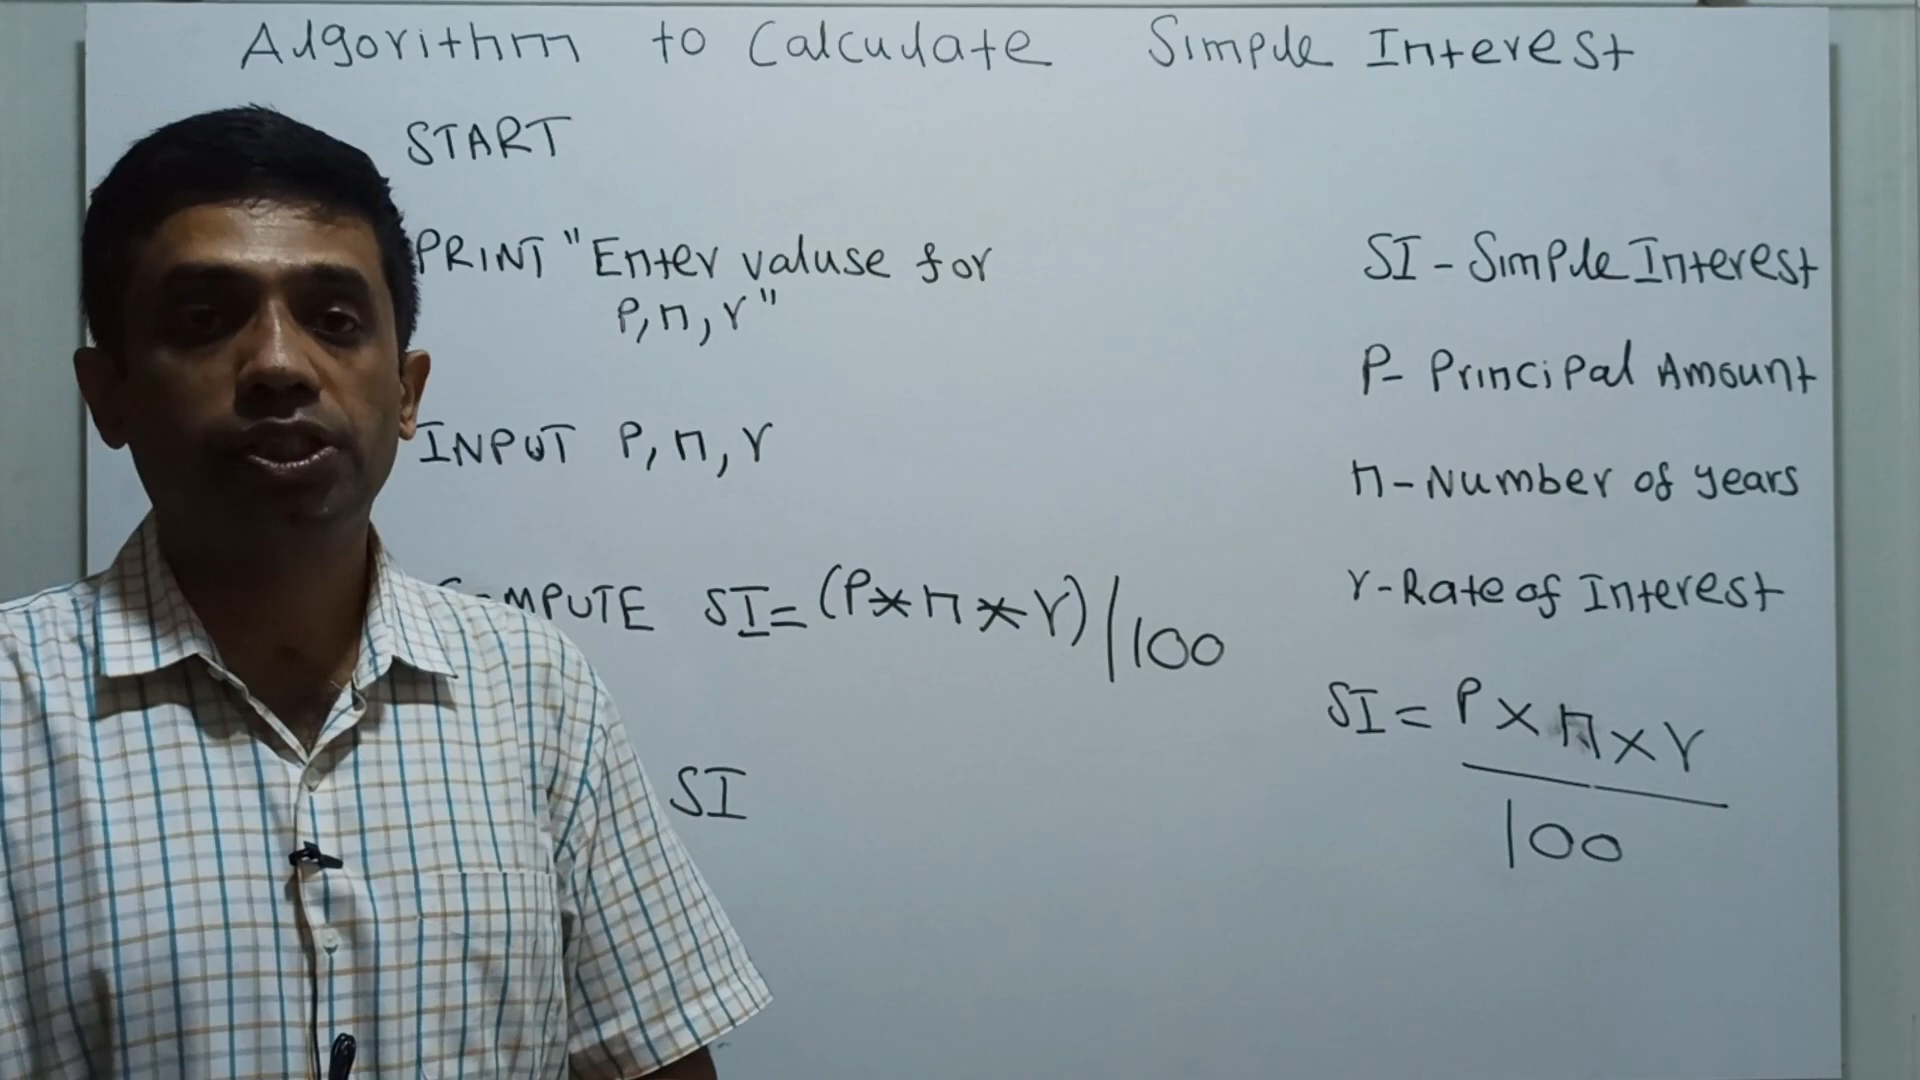 Algorithm to Calculate Simple Interest
START
PRINT "Enter valuse for
P, n, r"
INPUT P, n, r
MPUTE SI = (P * n * r) / 100
SI
SI - Simple Interest
P - Principal Amount
n - Number of years
r - Rate of Interest
SI = P x n x r
100